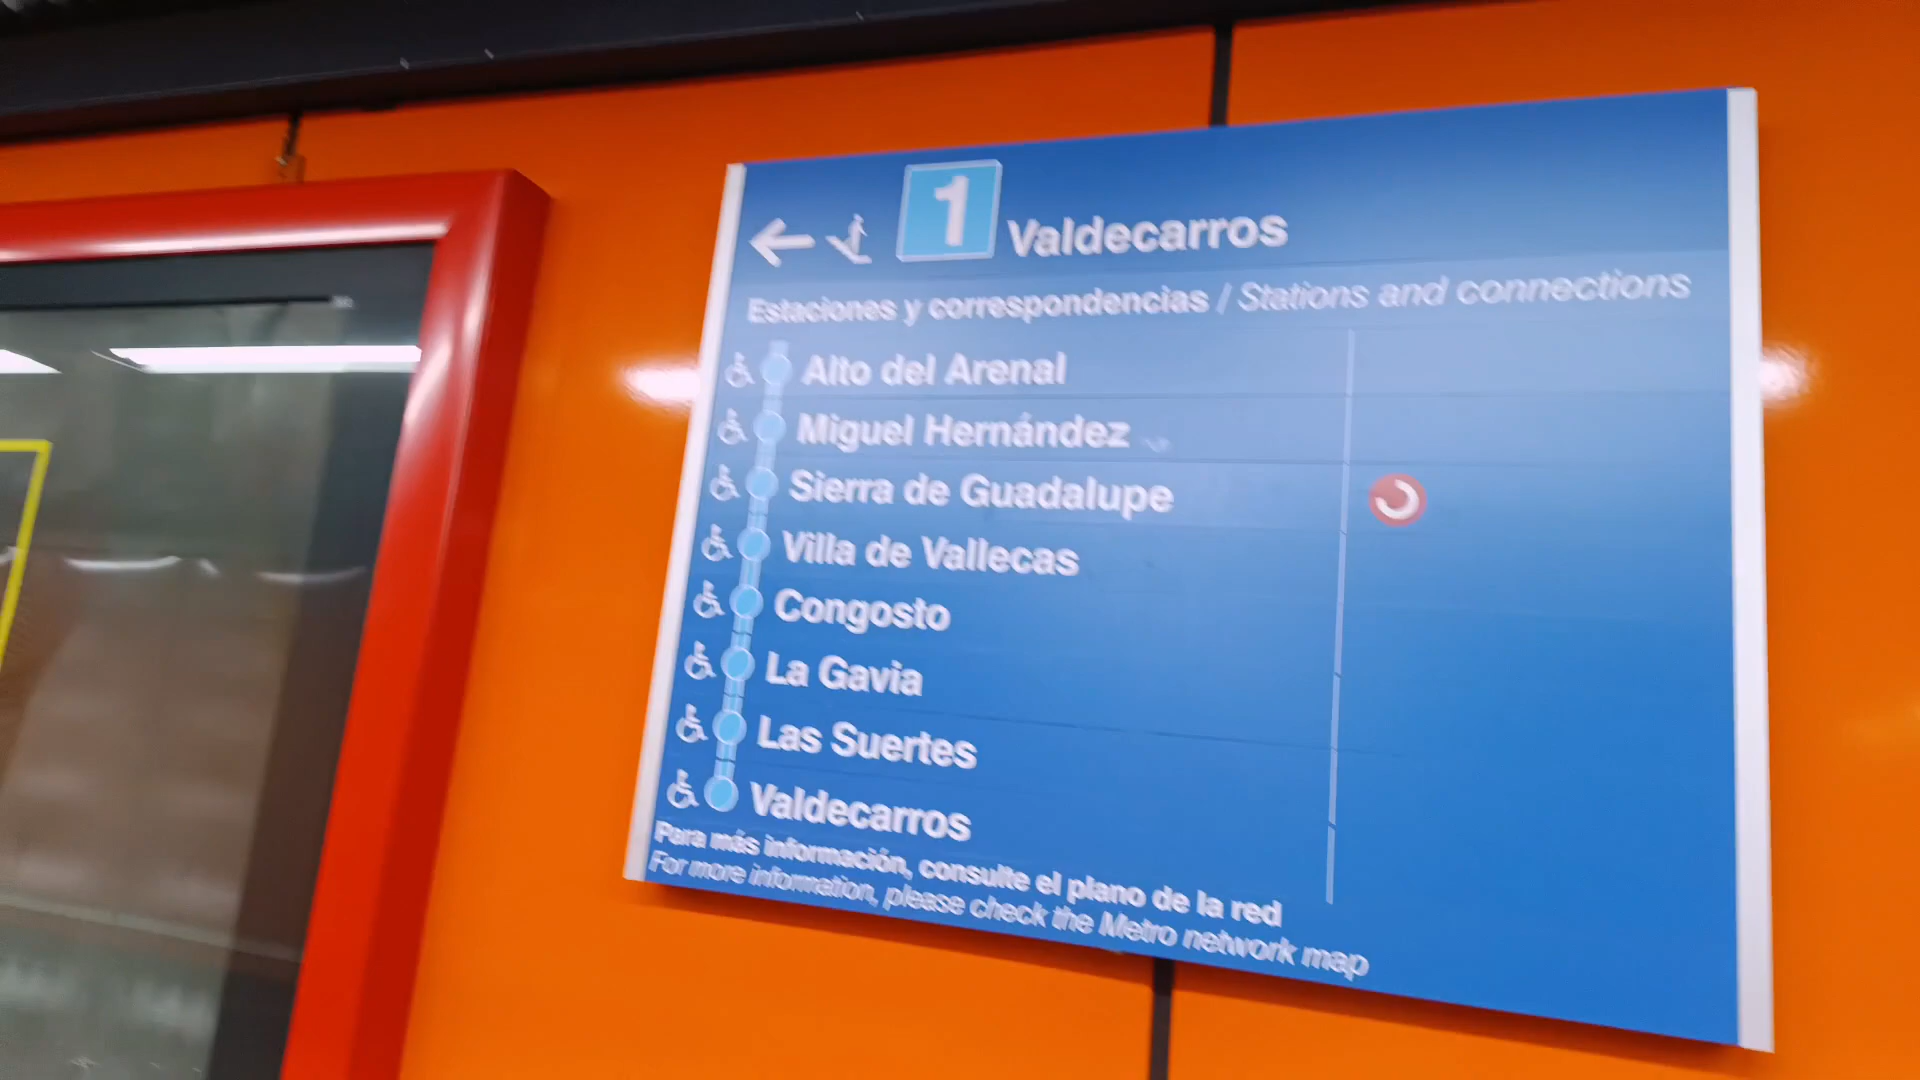 1 Valdecarros
Estaciones y correspondencias / Stations and connections
Alto del Arenal
Miguel Hernández
Sierra de Guadalupe
Villa de Vallecas
Congosto
La Gavia
Las Suertes
Valdecarros
Para más información, consulte el plano de la red
For more information, please check the Metro network map